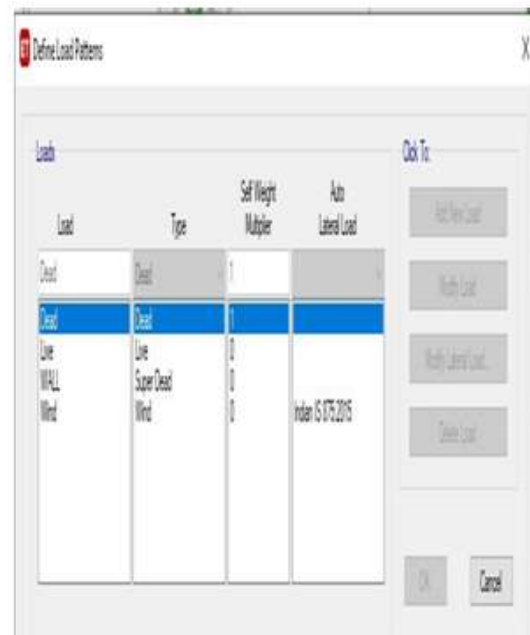 ET Define Load Patterns X
Loads
Click To:
Load Type Self Weight Multiplier Auto Lateral Load
Dead Dead 1
Dead Dead 1
Live Live 0
WALL Super Dead 0
Wind Wind 0 Indian IS 875:2015
Add New Load
Modify Load
Modify Lateral Load...
Delete Load
OK Cancel